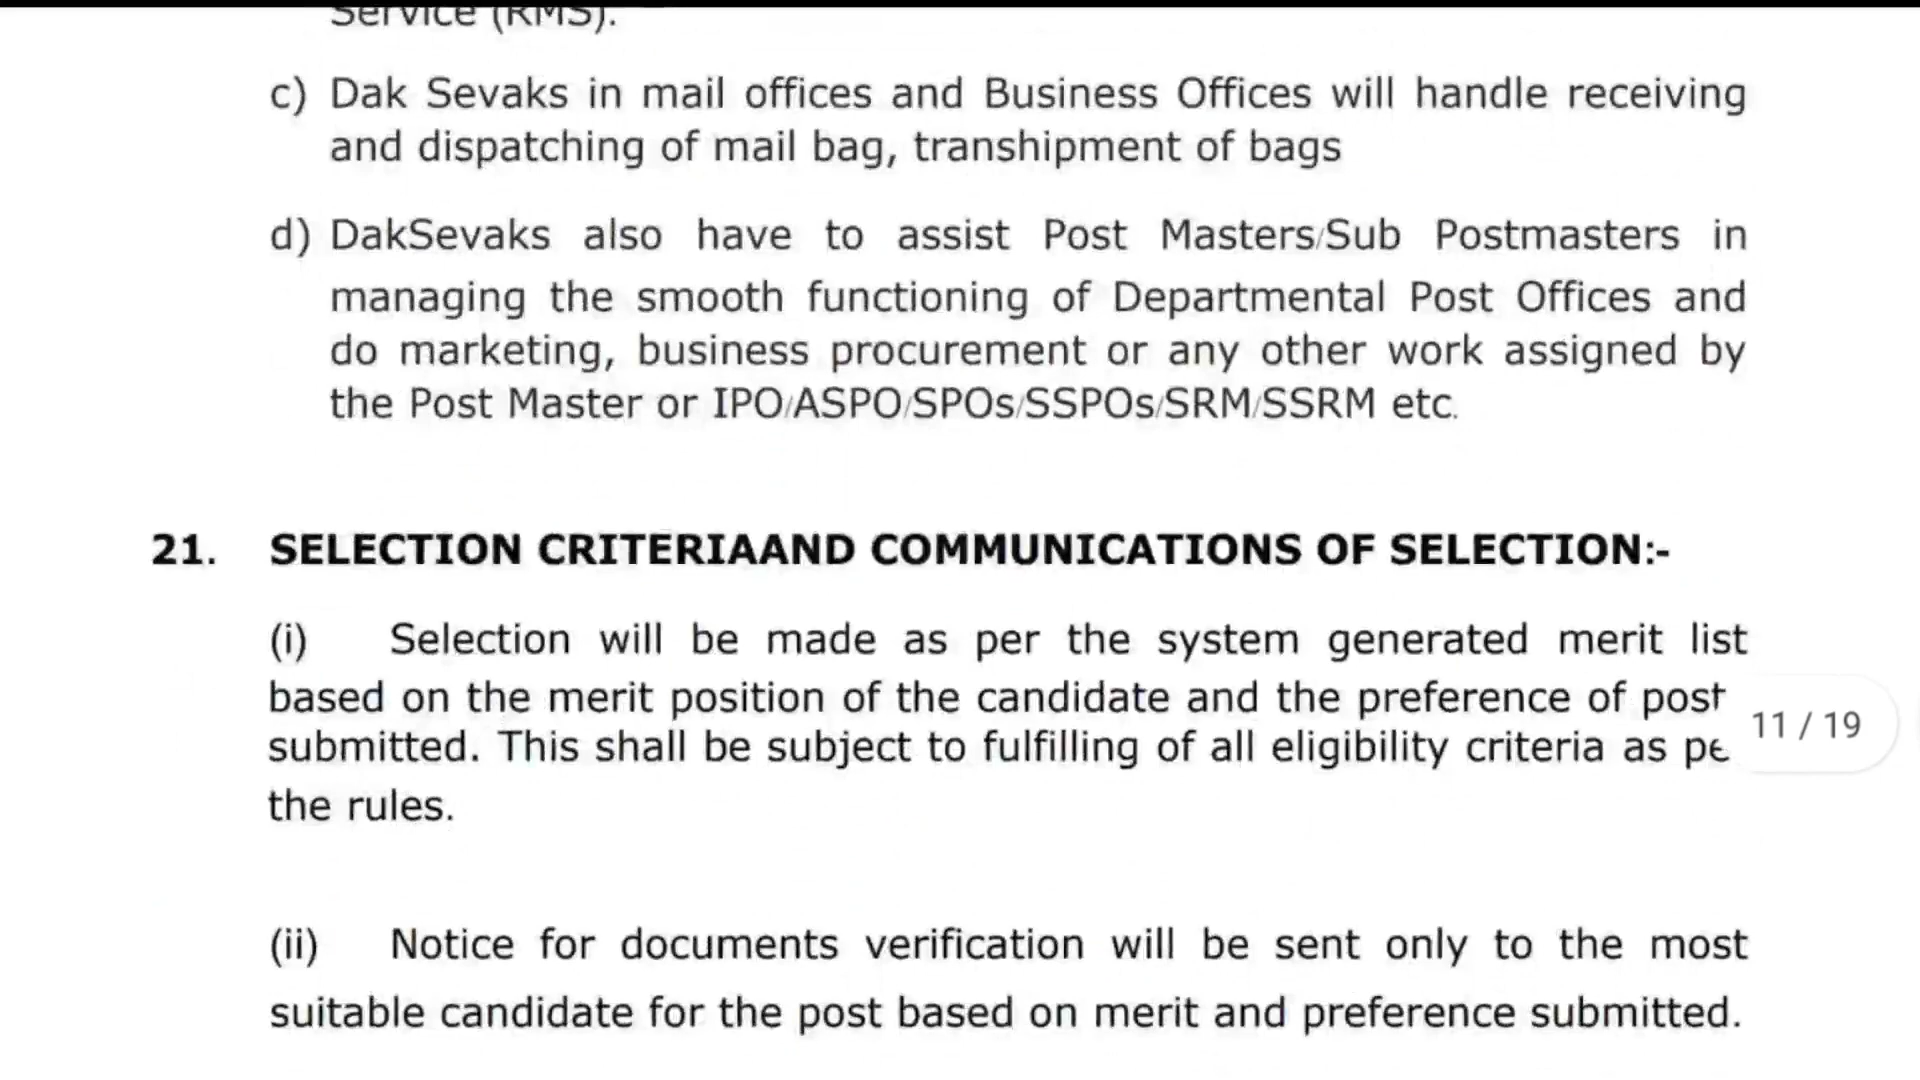 Service (RMS).
c) Dak Sevaks in mail offices and Business Offices will handle receiving
and dispatching of mail bag, transhipment of bags
d) DakSevaks also have to assist Post Masters/Sub Postmasters in
managing the smooth functioning of Departmental Post Offices and
do marketing, business procurement or any other work assigned by
the Post Master or IPO/ASPO/SPOs/SSPOs/SRM/SSRM etc.
21. SELECTION CRITERIAAND COMMUNICATIONS OF SELECTION:-
(i) Selection will be made as per the system generated merit list
based on the merit position of the candidate and the preference of post
submitted. This shall be subject to fulfilling of all eligibility criteria as pe
11 / 19
the rules.
(ii) Notice for documents verification will be sent only to the most
suitable candidate for the post based on merit and preference submitted.